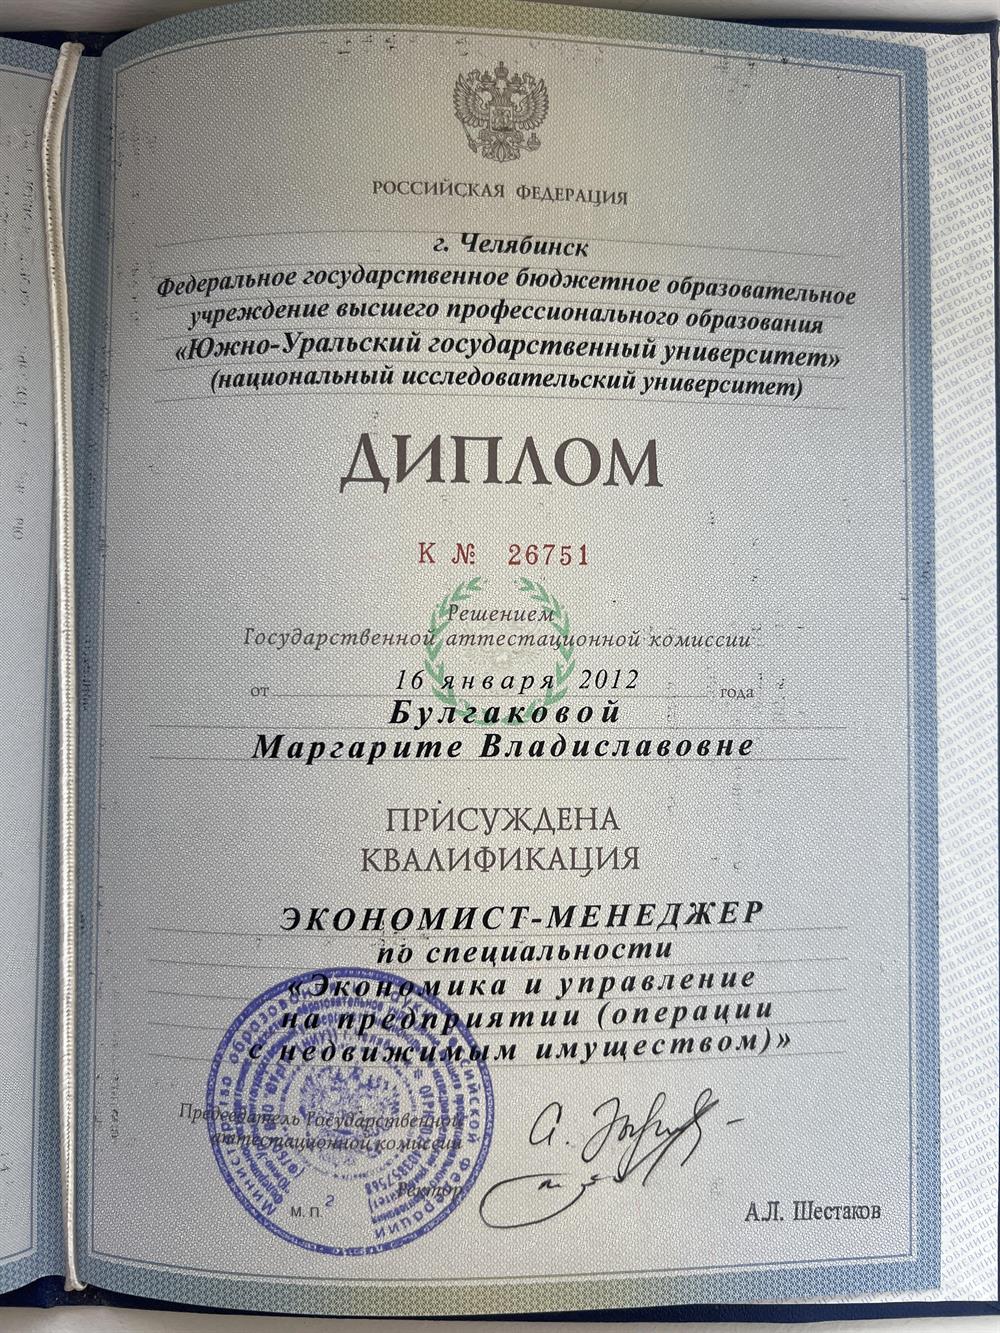 РОССИЙСКАЯ ФЕДЕРАЦИЯ
г. Челябинск
Федеральное государственное бюджетное образовательное
учреждение высшего профессионального образования
«Южно-Уральский государственный университет»
(национальный исследовательский университет)
ДИПЛОМ
К № 26751
Решением
Государственной аттестационной комиссии
от 16 января 2012 года
Булгаковой
Маргарите Владиславовне
ПРИСУЖДЕНА
КВАЛИФИКАЦИЯ
ЭКОНОМИСТ-МЕНЕДЖЕР
по специальности
«Экономика и управление
на предприятии (операции
с недвижимым имуществом)»
Председатель Государственной
аттестационной комиссии
Ректор
м.п. 2
А.Л. Шестаков